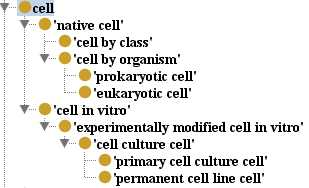 cell
'native cell'
'cell by class'
'cell by organism'
'prokaryotic cell'
'eukaryotic cell'
'cell in vitro'
'experimentally modified cell in vitro'
'cell culture cell'
'primary cell culture cell'
'permanent cell line cell'